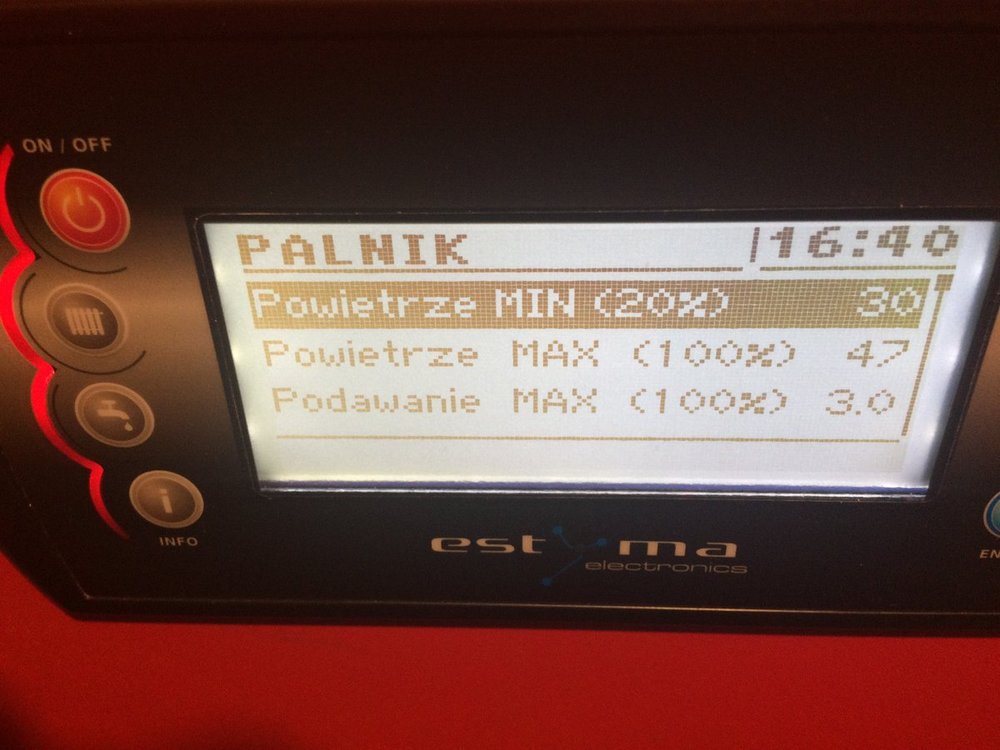 ON / OFF
PALNIK 16:40
Powietrze MIN (20%) 30
Powietrze MAX (100%) 47
Podawanie MAX (100%) 3.0
INFO
estyma
electronics